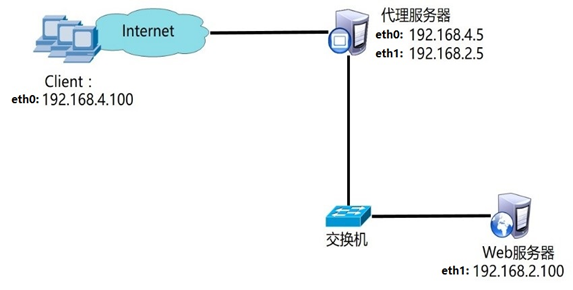 Internet
代理服务器
eth0: 192.168.4.5
eth1: 192.168.2.5
Client：
eth0: 192.168.4.100
交换机
Web服务器
eth1: 192.168.2.100